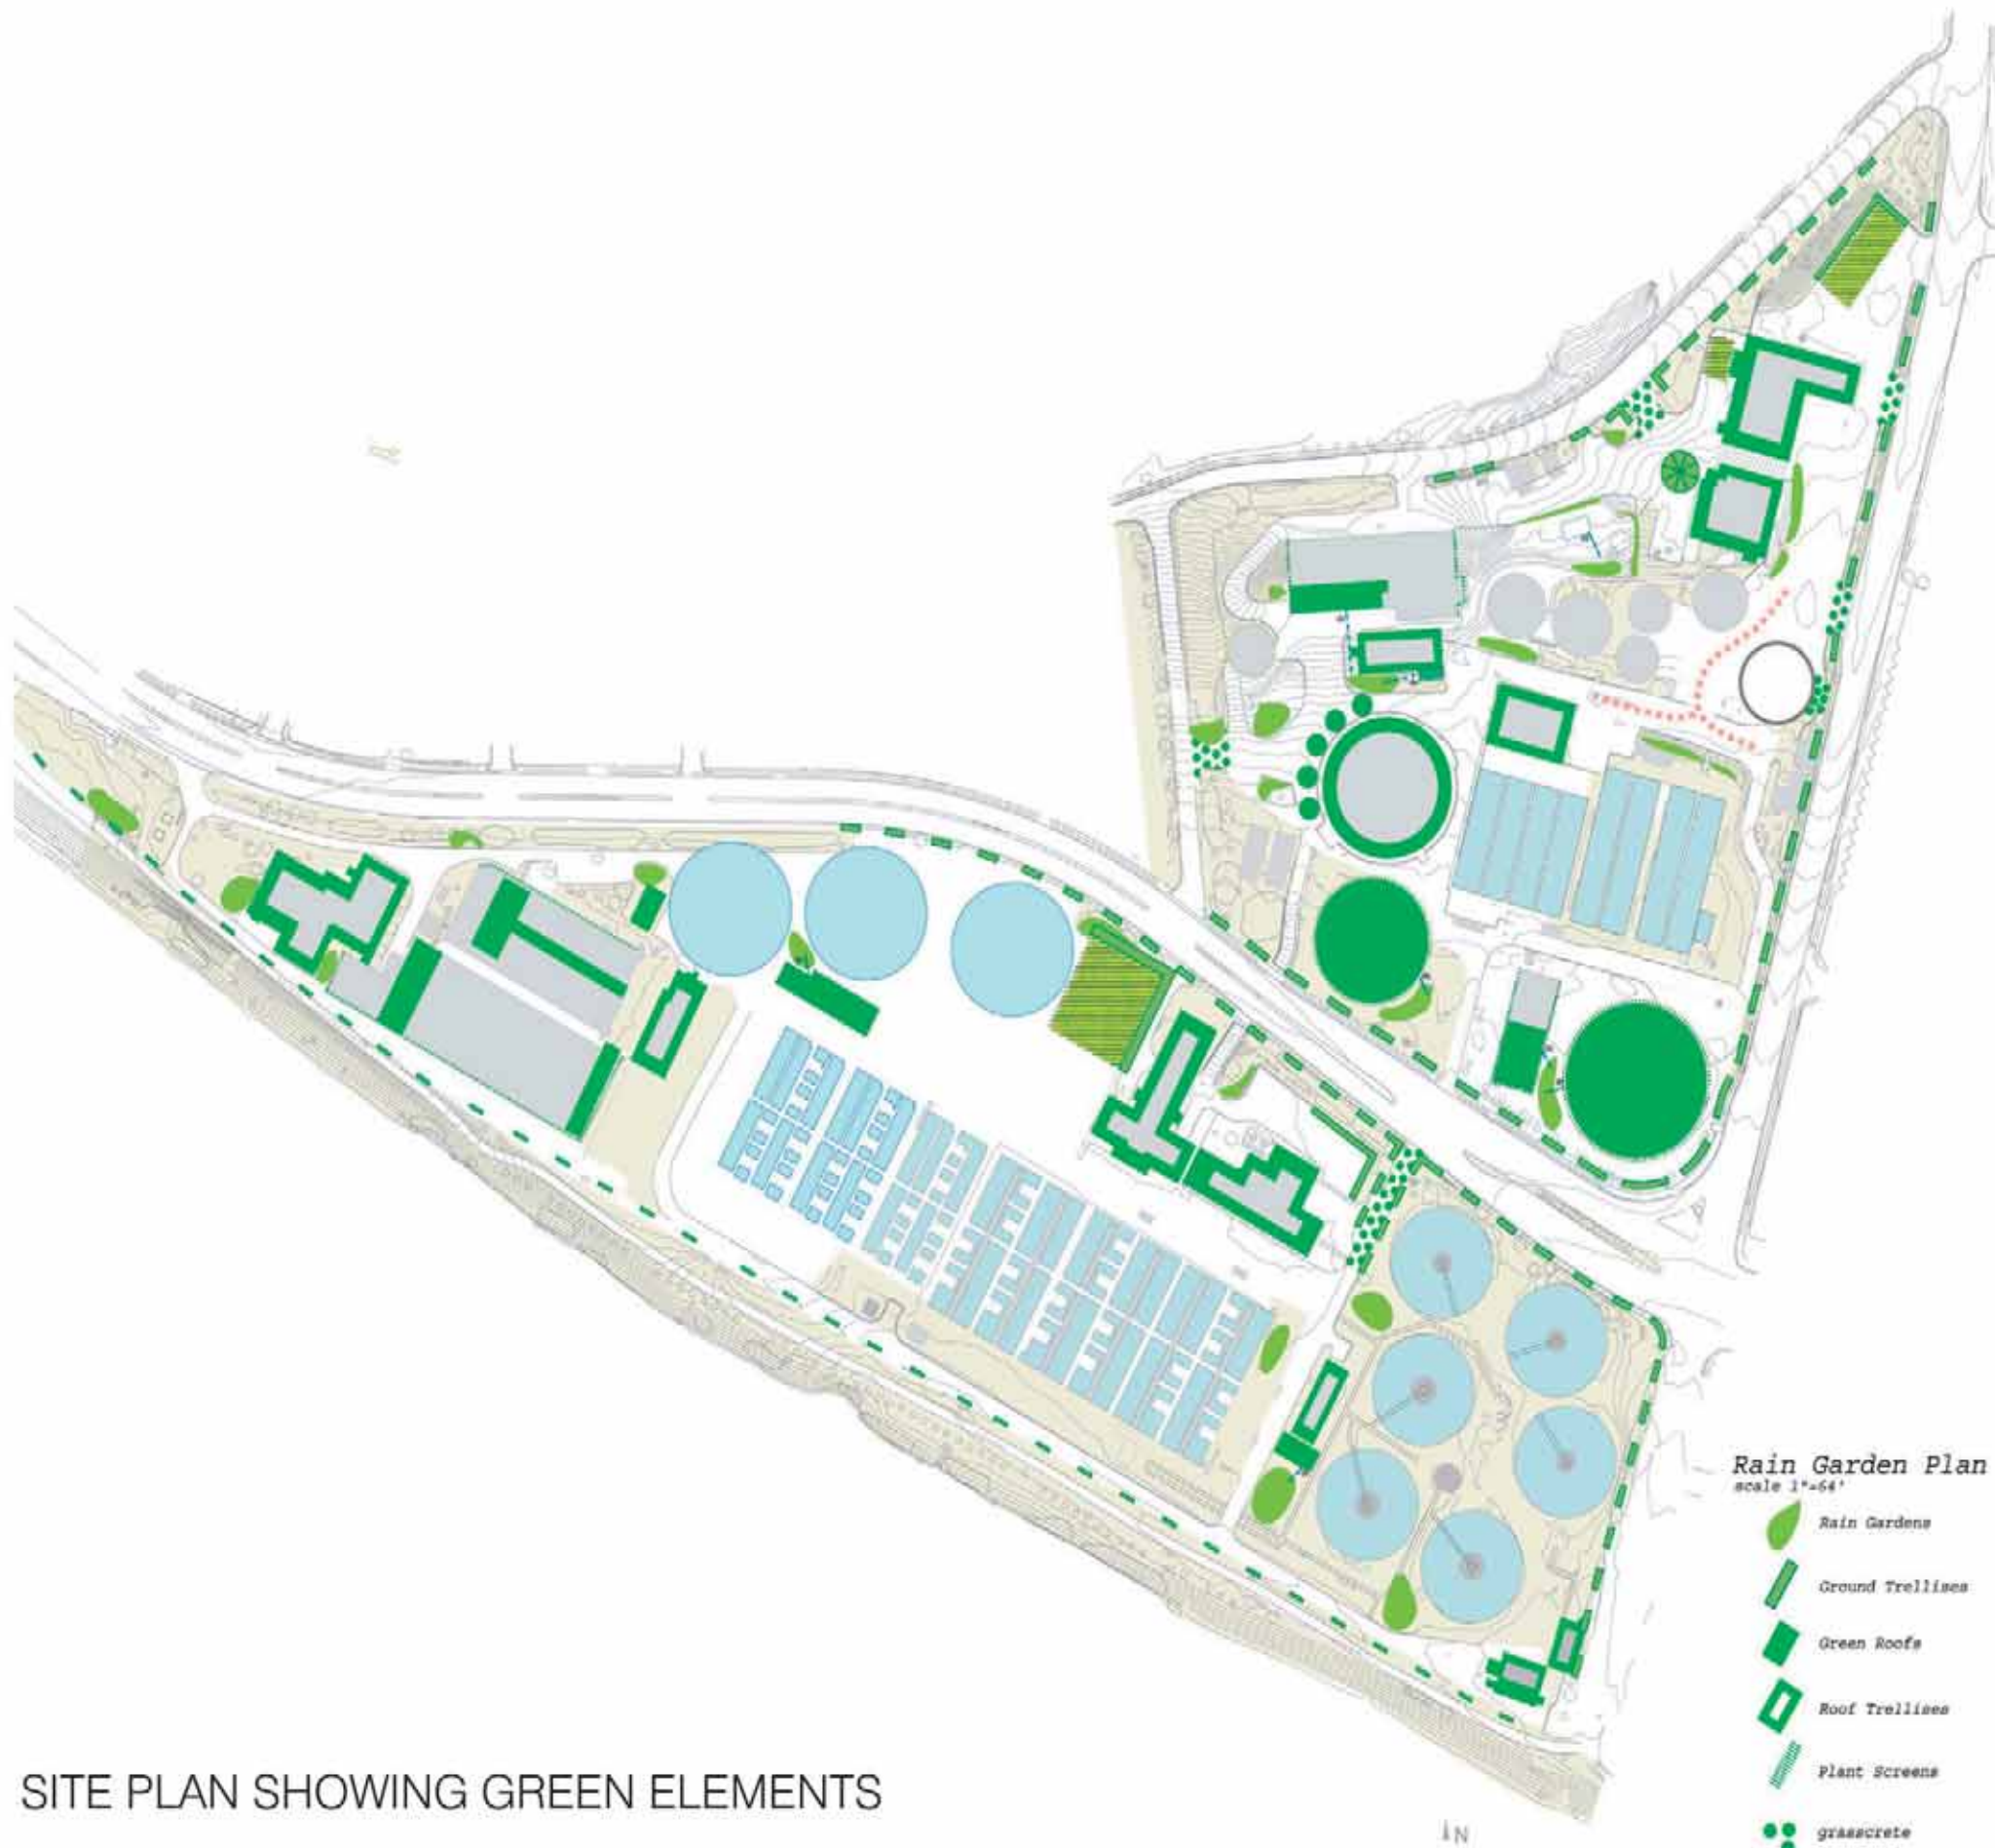 Rain Garden Plan
scale 1"=64'
Rain Gardens
Ground Trellises
Green Roofs
Roof Trellises
Plant Screens
grasscrete
SITE PLAN SHOWING GREEN ELEMENTS
N